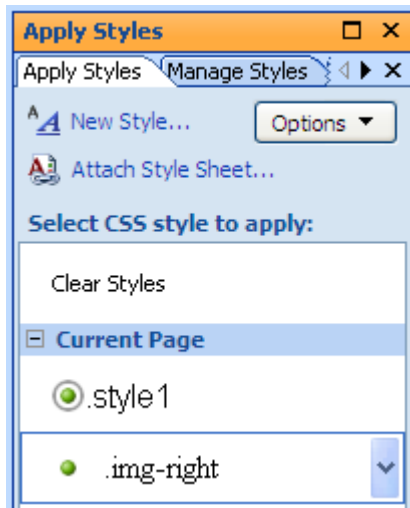 Apply Styles
Apply Styles Manage Styles
New Style... Options
Attach Style Sheet...
Select CSS style to apply:
Clear Styles
Current Page
.style1
.img-right